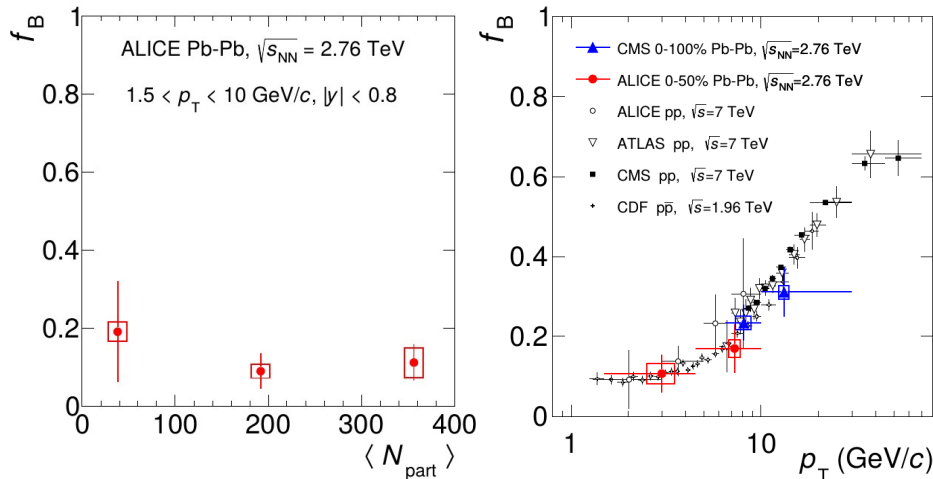 f_B
ALICE Pb-Pb, √s_NN = 2.76 TeV
1.5 < p_T < 10 GeV/c, |y| < 0.8
1
0.8
0.6
0.4
0.2
0
0 100 200 300 400
⟨ N_part ⟩
f_B
CMS 0-100% Pb-Pb, √s_NN=2.76 TeV
ALICE 0-50% Pb-Pb, √s_NN=2.76 TeV
ALICE pp, √s=7 TeV
ATLAS pp, √s=7 TeV
CMS pp, √s=7 TeV
CDF pp̅, √s=1.96 TeV
1
0.8
0.6
0.4
0.2
0
1 10
p_T (GeV/c)